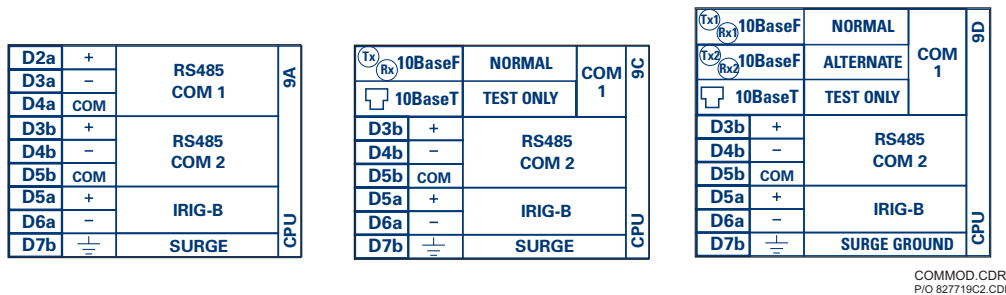 D2a + RS485 COM 1 9A
D3a −
D4a COM
D3b + RS485 COM 2
D4b −
D5b COM
D5a + IRIG-B
D6a −
D7b SURGE CPU
Tx Rx 10BaseF NORMAL COM 1 9C
10BaseT TEST ONLY
D3b + RS485 COM 2
D4b −
D5b COM
D5a + IRIG-B
D6a −
D7b SURGE CPU
Tx1 Rx1 10BaseF NORMAL COM 1 9D
Tx2 Rx2 10BaseF ALTERNATE
10BaseT TEST ONLY
D3b + RS485 COM 2
D4b −
D5b COM
D5a + IRIG-B
D6a −
D7b SURGE GROUND CPU
COMMOD.CDR
P/O 827719C2.CD